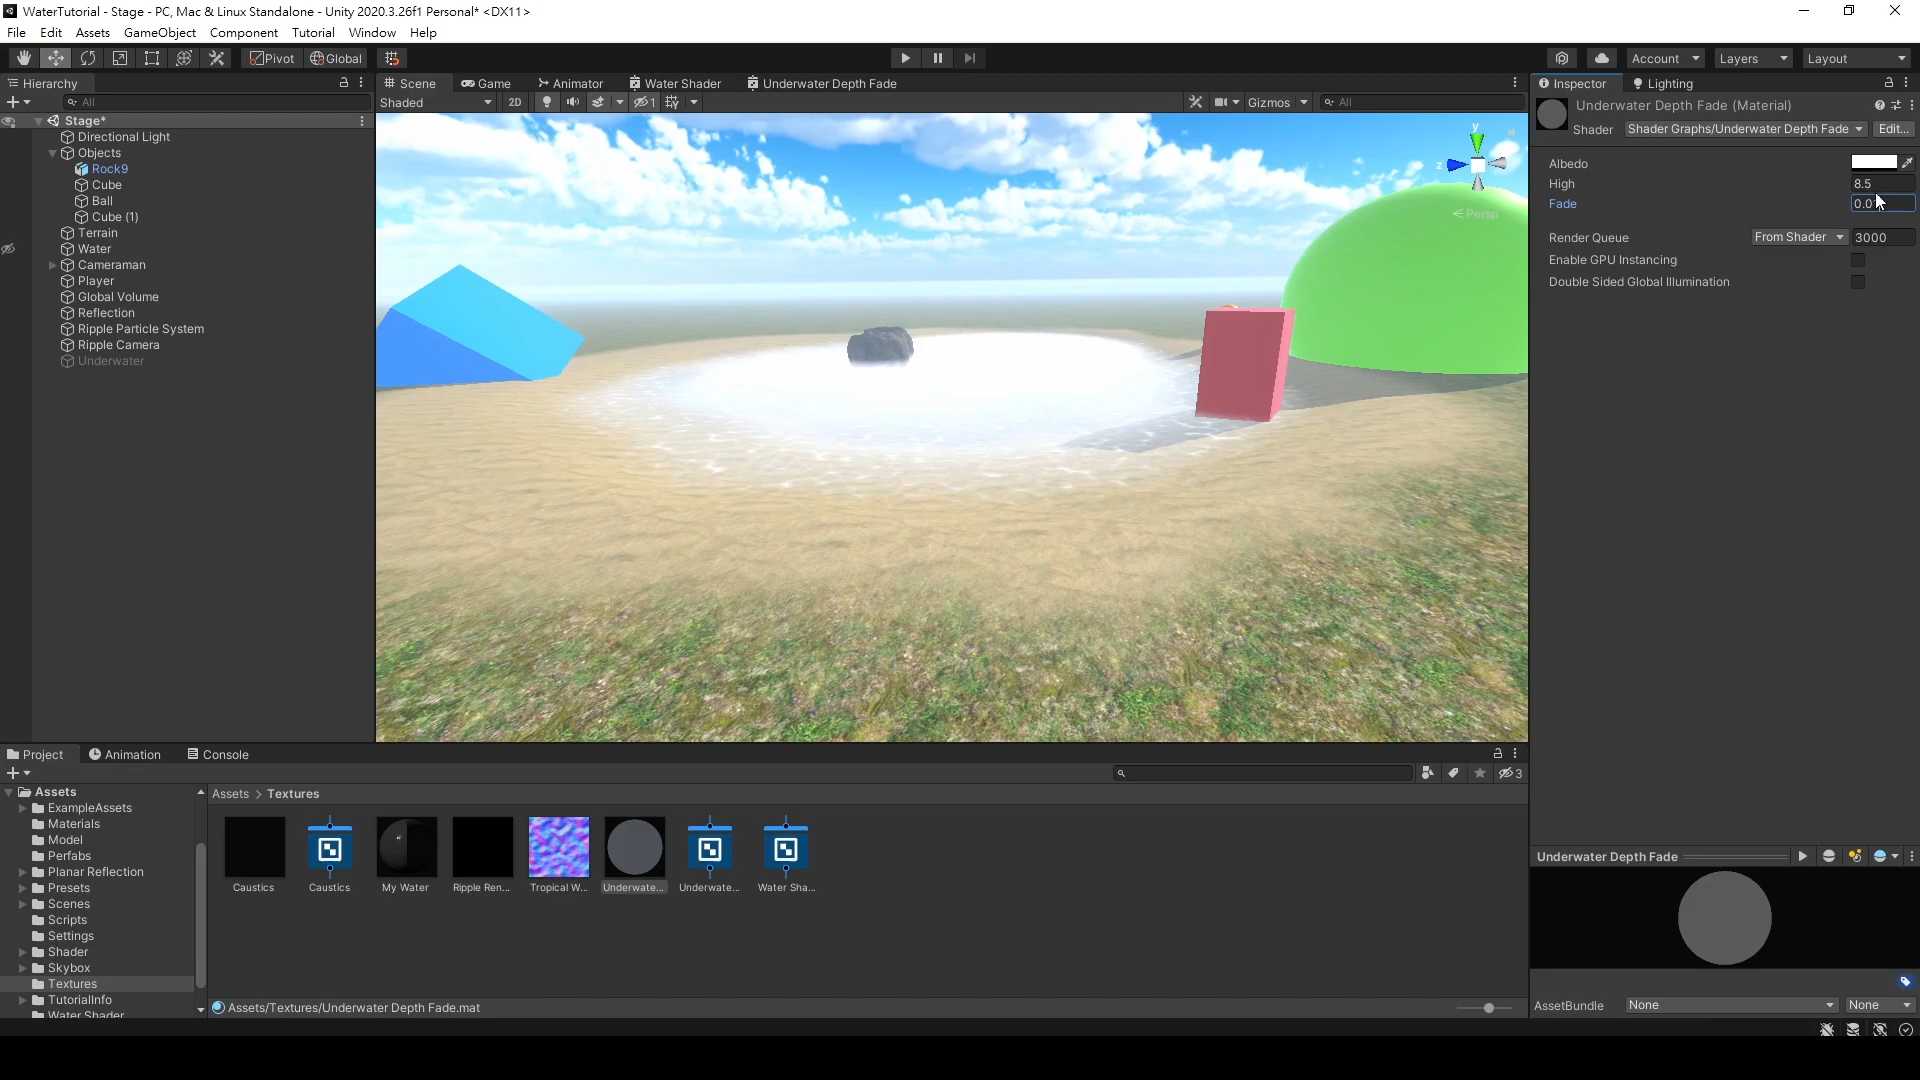 WaterTutorial - Stage - PC, Mac & Linux Standalone - Unity 2020.3.26f1 Personal* <DX11>
File Edit Assets GameObject Component Tutorial Window Help
Pivot Global Account Layers Layout
Hierarchy
Scene Game Animator Water Shader Underwater Depth Fade
Inspector Lighting
All
Shaded 2D 1 Gizmos All
Stage*
Directional Light
Objects
Rock9
Cube
Ball
Cube (1)
Terrain
Water
Cameraman
Player
Global Volume
Reflection
Ripple Particle System
Ripple Camera
Underwater
y
z
Persp
Underwater Depth Fade (Material)
Shader Shader Graphs/Underwater Depth Fade Edit...
Albedo
High 8.5
Fade
Render Queue From Shader 3000
Enable GPU Instancing
Double Sided Global Illumination
Project Animation Console
3
Assets
ExampleAssets
Materials
Model
Perfabs
Planar Reflection
Presets
Scenes
Scripts
Settings
Shader
Skybox
Textures
TutorialInfo
Water Shader
Assets > Textures
Caustics Caustics My Water Ripple Ren... Tropical W... Underwate... Underwate... Water Sha...
Assets/Textures/Underwater Depth Fade.mat
Underwater Depth Fade
AssetBundle None None